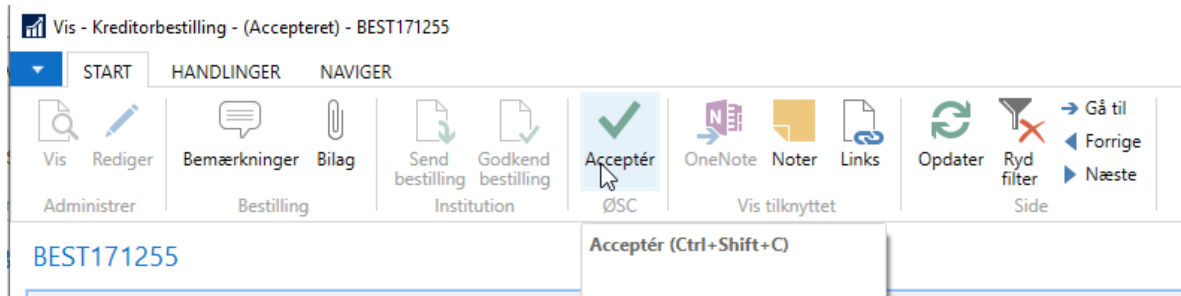 Vis - Kreditorbestilling - (Accepteret) - BEST171255
START HANDLINGER NAVIGER
Vis Rediger
Administrer
Bemærkninger Bilag
Bestilling
Send bestilling
Godkend bestilling
Institution
Acceptér
ØSC
OneNote Noter Links
Vis tilknyttet
Opdater
Ryd filter
Gå til
Forrige
Næste
Side
BEST171255
Acceptér (Ctrl+Shift+C)